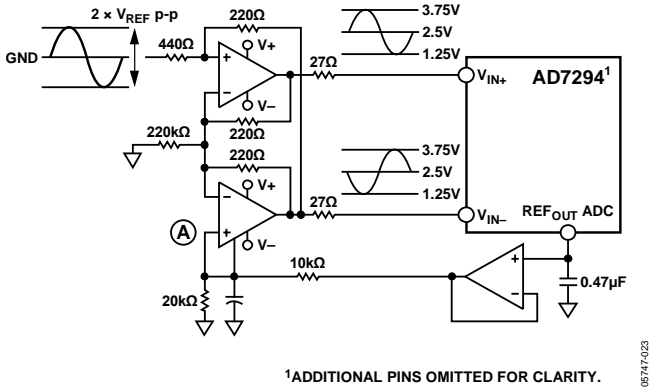 2 × VREF p-p
GND
440Ω
220Ω
V+
+
−
V−
27Ω
3.75V
2.5V
1.25V
VIN+
AD7294¹
220kΩ
220Ω
220Ω
V+
−
+
V−
A
27Ω
3.75V
2.5V
1.25V
VIN–
REFOUT ADC
10kΩ
20kΩ
+
−
0.47µF
¹ADDITIONAL PINS OMITTED FOR CLARITY.
05747-023